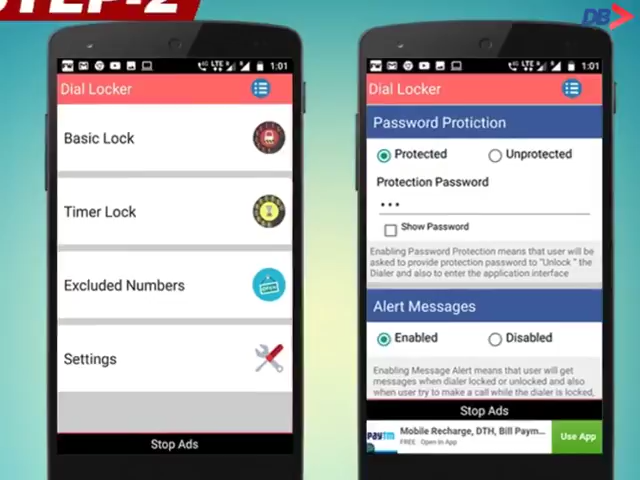 STEP-2
DB
1:01
Dial Locker
Basic Lock
Timer Lock
Excluded Numbers
Settings
Stop Ads
1:01
Dial Locker
Password Protiction
Protected
Unprotected
Protection Password
Show Password
Enabling Password Protection means that user will be
asked to provide protection password to "Unlock " the
Dialer and also to enter the application interface
Alert Messages
Enabled
Disabled
Enabling Message Alert means that user will get
messages when dialer locked or unlocked and also
when user try to make a call while the dialer is locked,
Stop Ads
Paytm
Mobile Recharge, DTH, Bill Paym...
FREE · Open in App
Use App